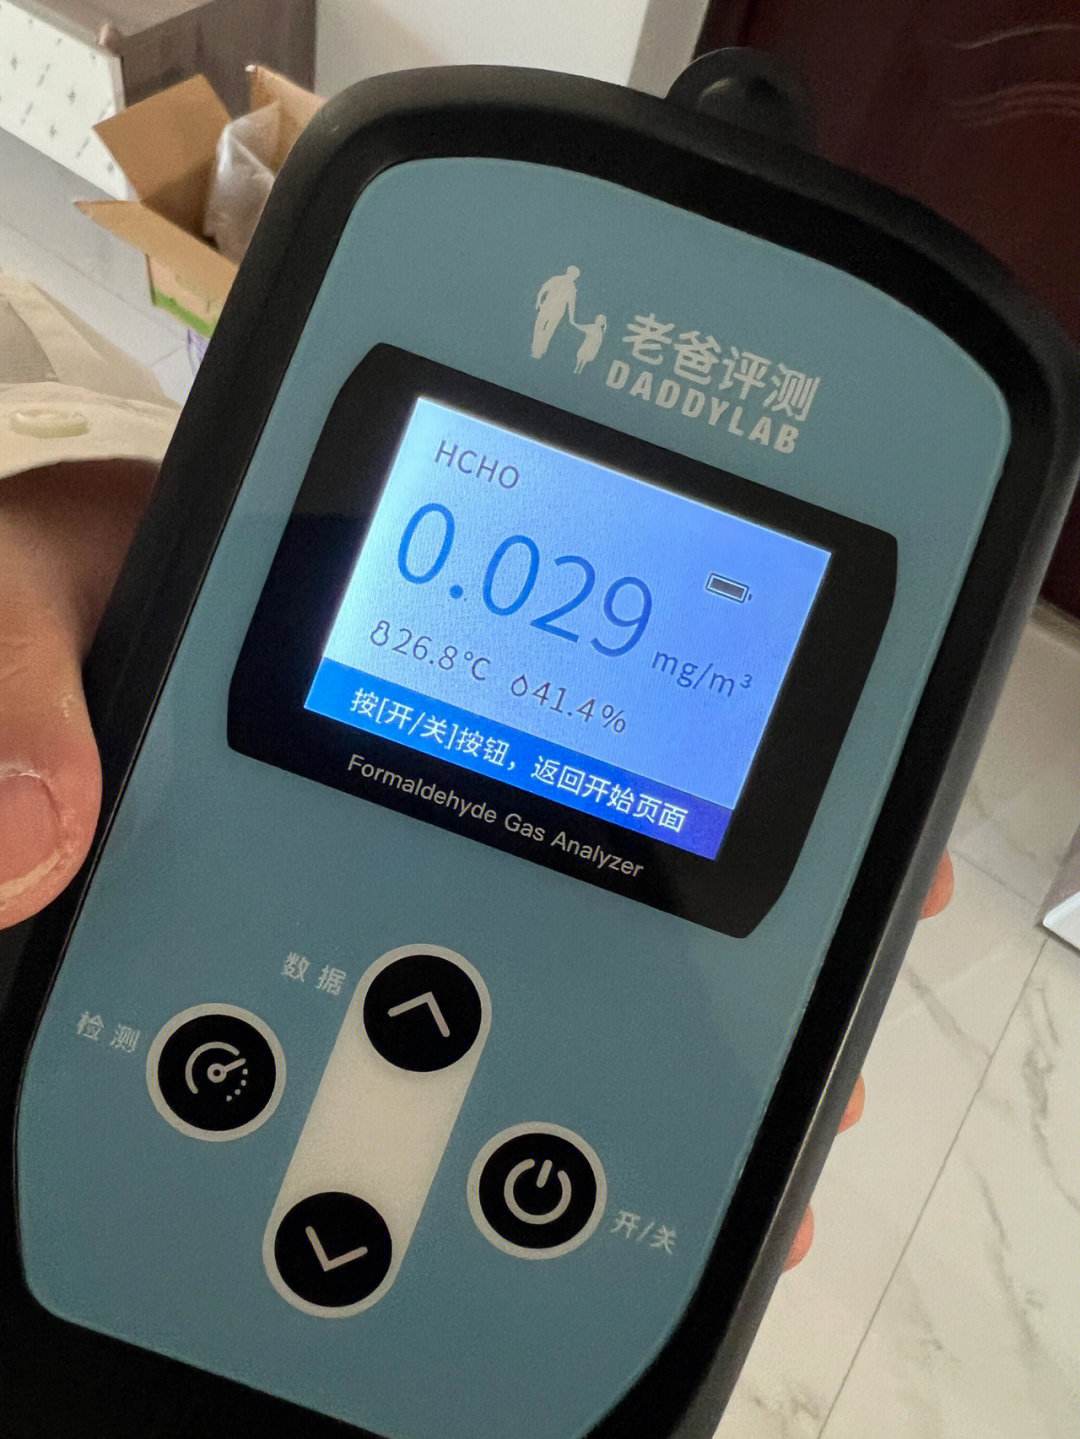 老爸评测
DADDYLAB
HCHO
0.029 mg/m³
26.8℃ 41.4%
按[开/关]按钮，返回开始页面
Formaldehyde Gas Analyzer
数据
检测
开/关